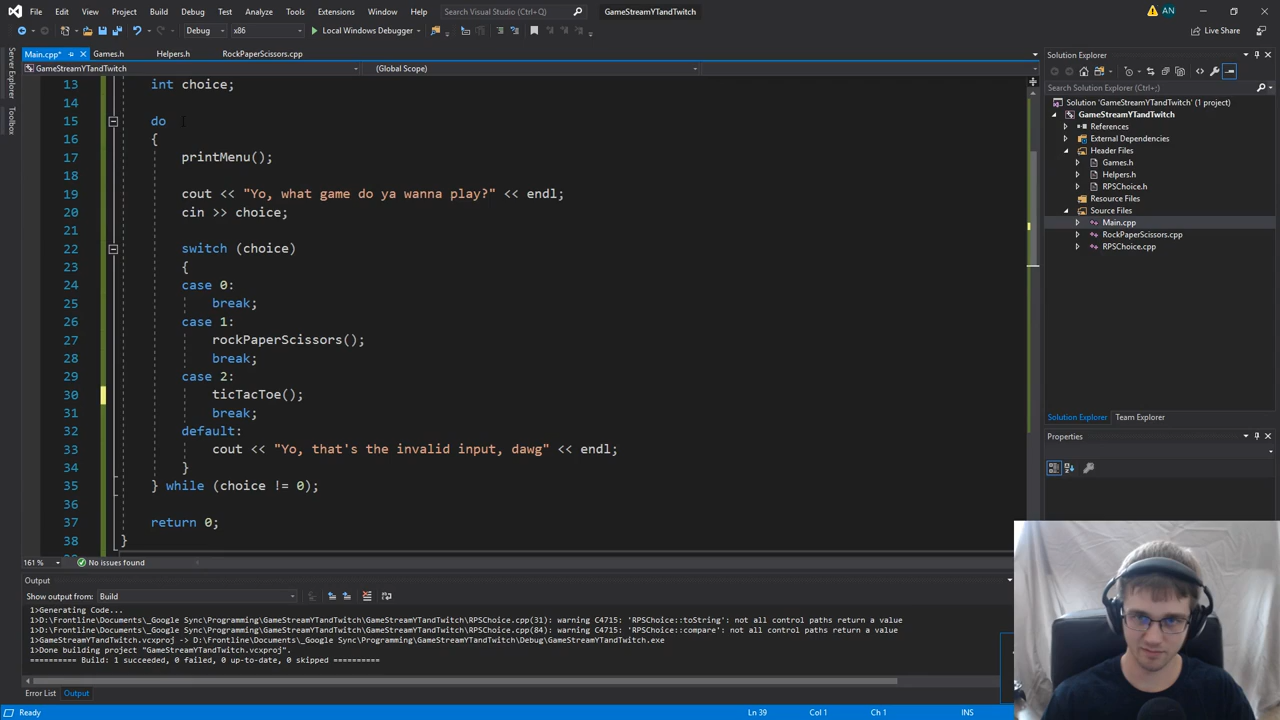 File Edit View Project Build Debug Test Analyze Tools Extensions Window Help Search Visual Studio (Ctrl+Q) GameStreamYTandTwitch AN
Debug x86 Local Windows Debugger Live Share
Main.cpp* Games.h Helpers.h RockPaperScissors.cpp
GameStreamYTandTwitch (Global Scope)
Server Explorer
Toolbox
13 int choice;
14
15 do
16 {
17 printMenu();
18
19 cout << "Yo, what game do ya wanna play?" << endl;
20 cin >> choice;
21
22 switch (choice)
23 {
24 case 0:
25 break;
26 case 1:
27 rockPaperScissors();
28 break;
29 case 2:
30 ticTacToe();
31 break;
32 default:
33 cout << "Yo, that's the invalid input, dawg" << endl;
34 }
35 } while (choice != 0);
36
37 return 0;
38 }
161 % No issues found
Solution Explorer
Search Solution Explorer (Ctrl+;)
Solution 'GameStreamYTandTwitch' (1 project)
GameStreamYTandTwitch
References
External Dependencies
Header Files
Games.h
Helpers.h
RPSChoice.h
Resource Files
Source Files
Main.cpp
RockPaperScissors.cpp
RPSChoice.cpp
Solution Explorer Team Explorer
Properties
Output
Show output from: Build
1>Generating Code...
1>D:\Frontline\Documents\_Google Sync\Programming\GameStreamYTandTwitch\GameStreamYTandTwitch\RPSChoice.cpp(31): warning C4715: 'RPSChoice::toString': not all control paths return a value
1>D:\Frontline\Documents\_Google Sync\Programming\GameStreamYTandTwitch\GameStreamYTandTwitch\RPSChoice.cpp(84): warning C4715: 'RPSChoice::compare': not all control paths return a value
1>GameStreamYTandTwitch.vcxproj -> D:\Frontline\Documents\_Google Sync\Programming\GameStreamYTandTwitch\Debug\GameStreamYTandTwitch.exe
1>Done building project "GameStreamYTandTwitch.vcxproj".
========== Build: 1 succeeded, 0 failed, 0 up-to-date, 0 skipped ==========
Error List Output
Ready Ln 39 Col 1 Ch 1 INS